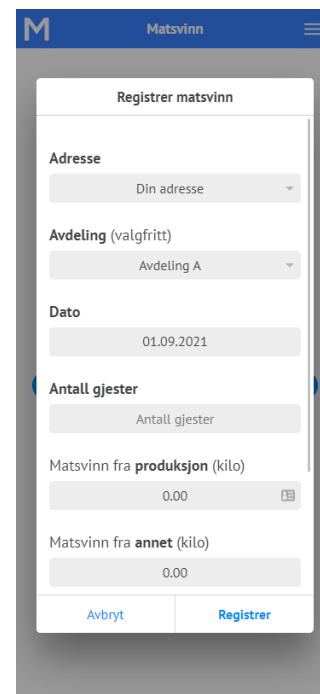 M Matsvinn
Registrer matsvinn
Adresse
Din adresse
Avdeling (valgfritt)
Avdeling A
Dato
01.09.2021
Antall gjester
Antall gjester
Matsvinn fra produksjon (kilo)
0.00
Matsvinn fra annet (kilo)
0.00
Avbryt Registrer